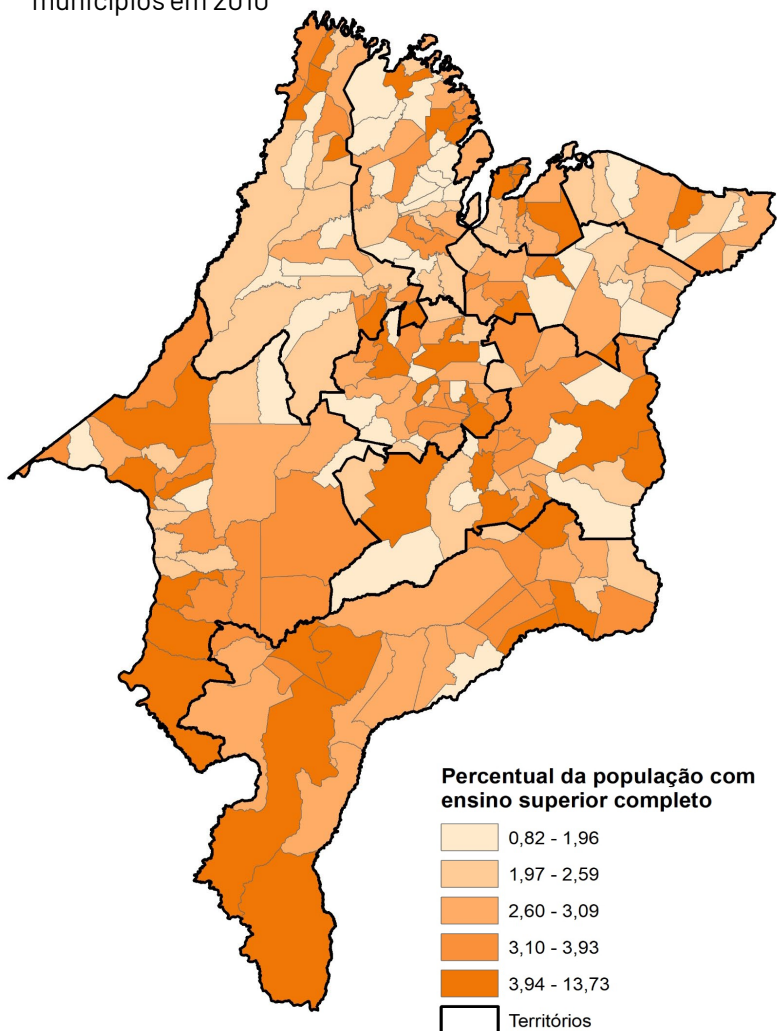 municípios em 2010
Percentual da população com
ensino superior completo
0,82 - 1,96
1,97 - 2,59
2,60 - 3,09
3,10 - 3,93
3,94 - 13,73
Territórios